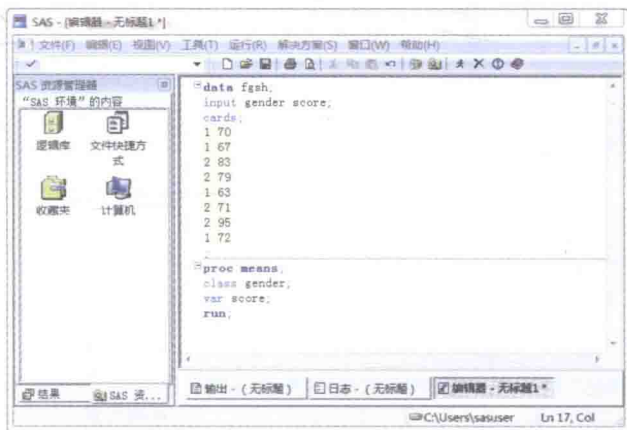 SAS - [编辑器 - 无标题1 *]
文件(F) 编辑(E) 视图(V) 工具(T) 运行(R) 解决方案(S) 窗口(W) 帮助(H)
SAS 资源管理器
“SAS 环境”的内容
逻辑库
文件快捷方式
收藏夹
计算机
data fgsh;
input gender score;
cards;
1 70
1 67
2 83
2 79
1 63
2 71
2 95
1 72
;
proc means;
class gender;
var score;
run;
结果
SAS 资...
输出 - (无标题)
日志 - (无标题)
编辑器 - 无标题1 *
C:\Users\sasuser
Ln 17, Col